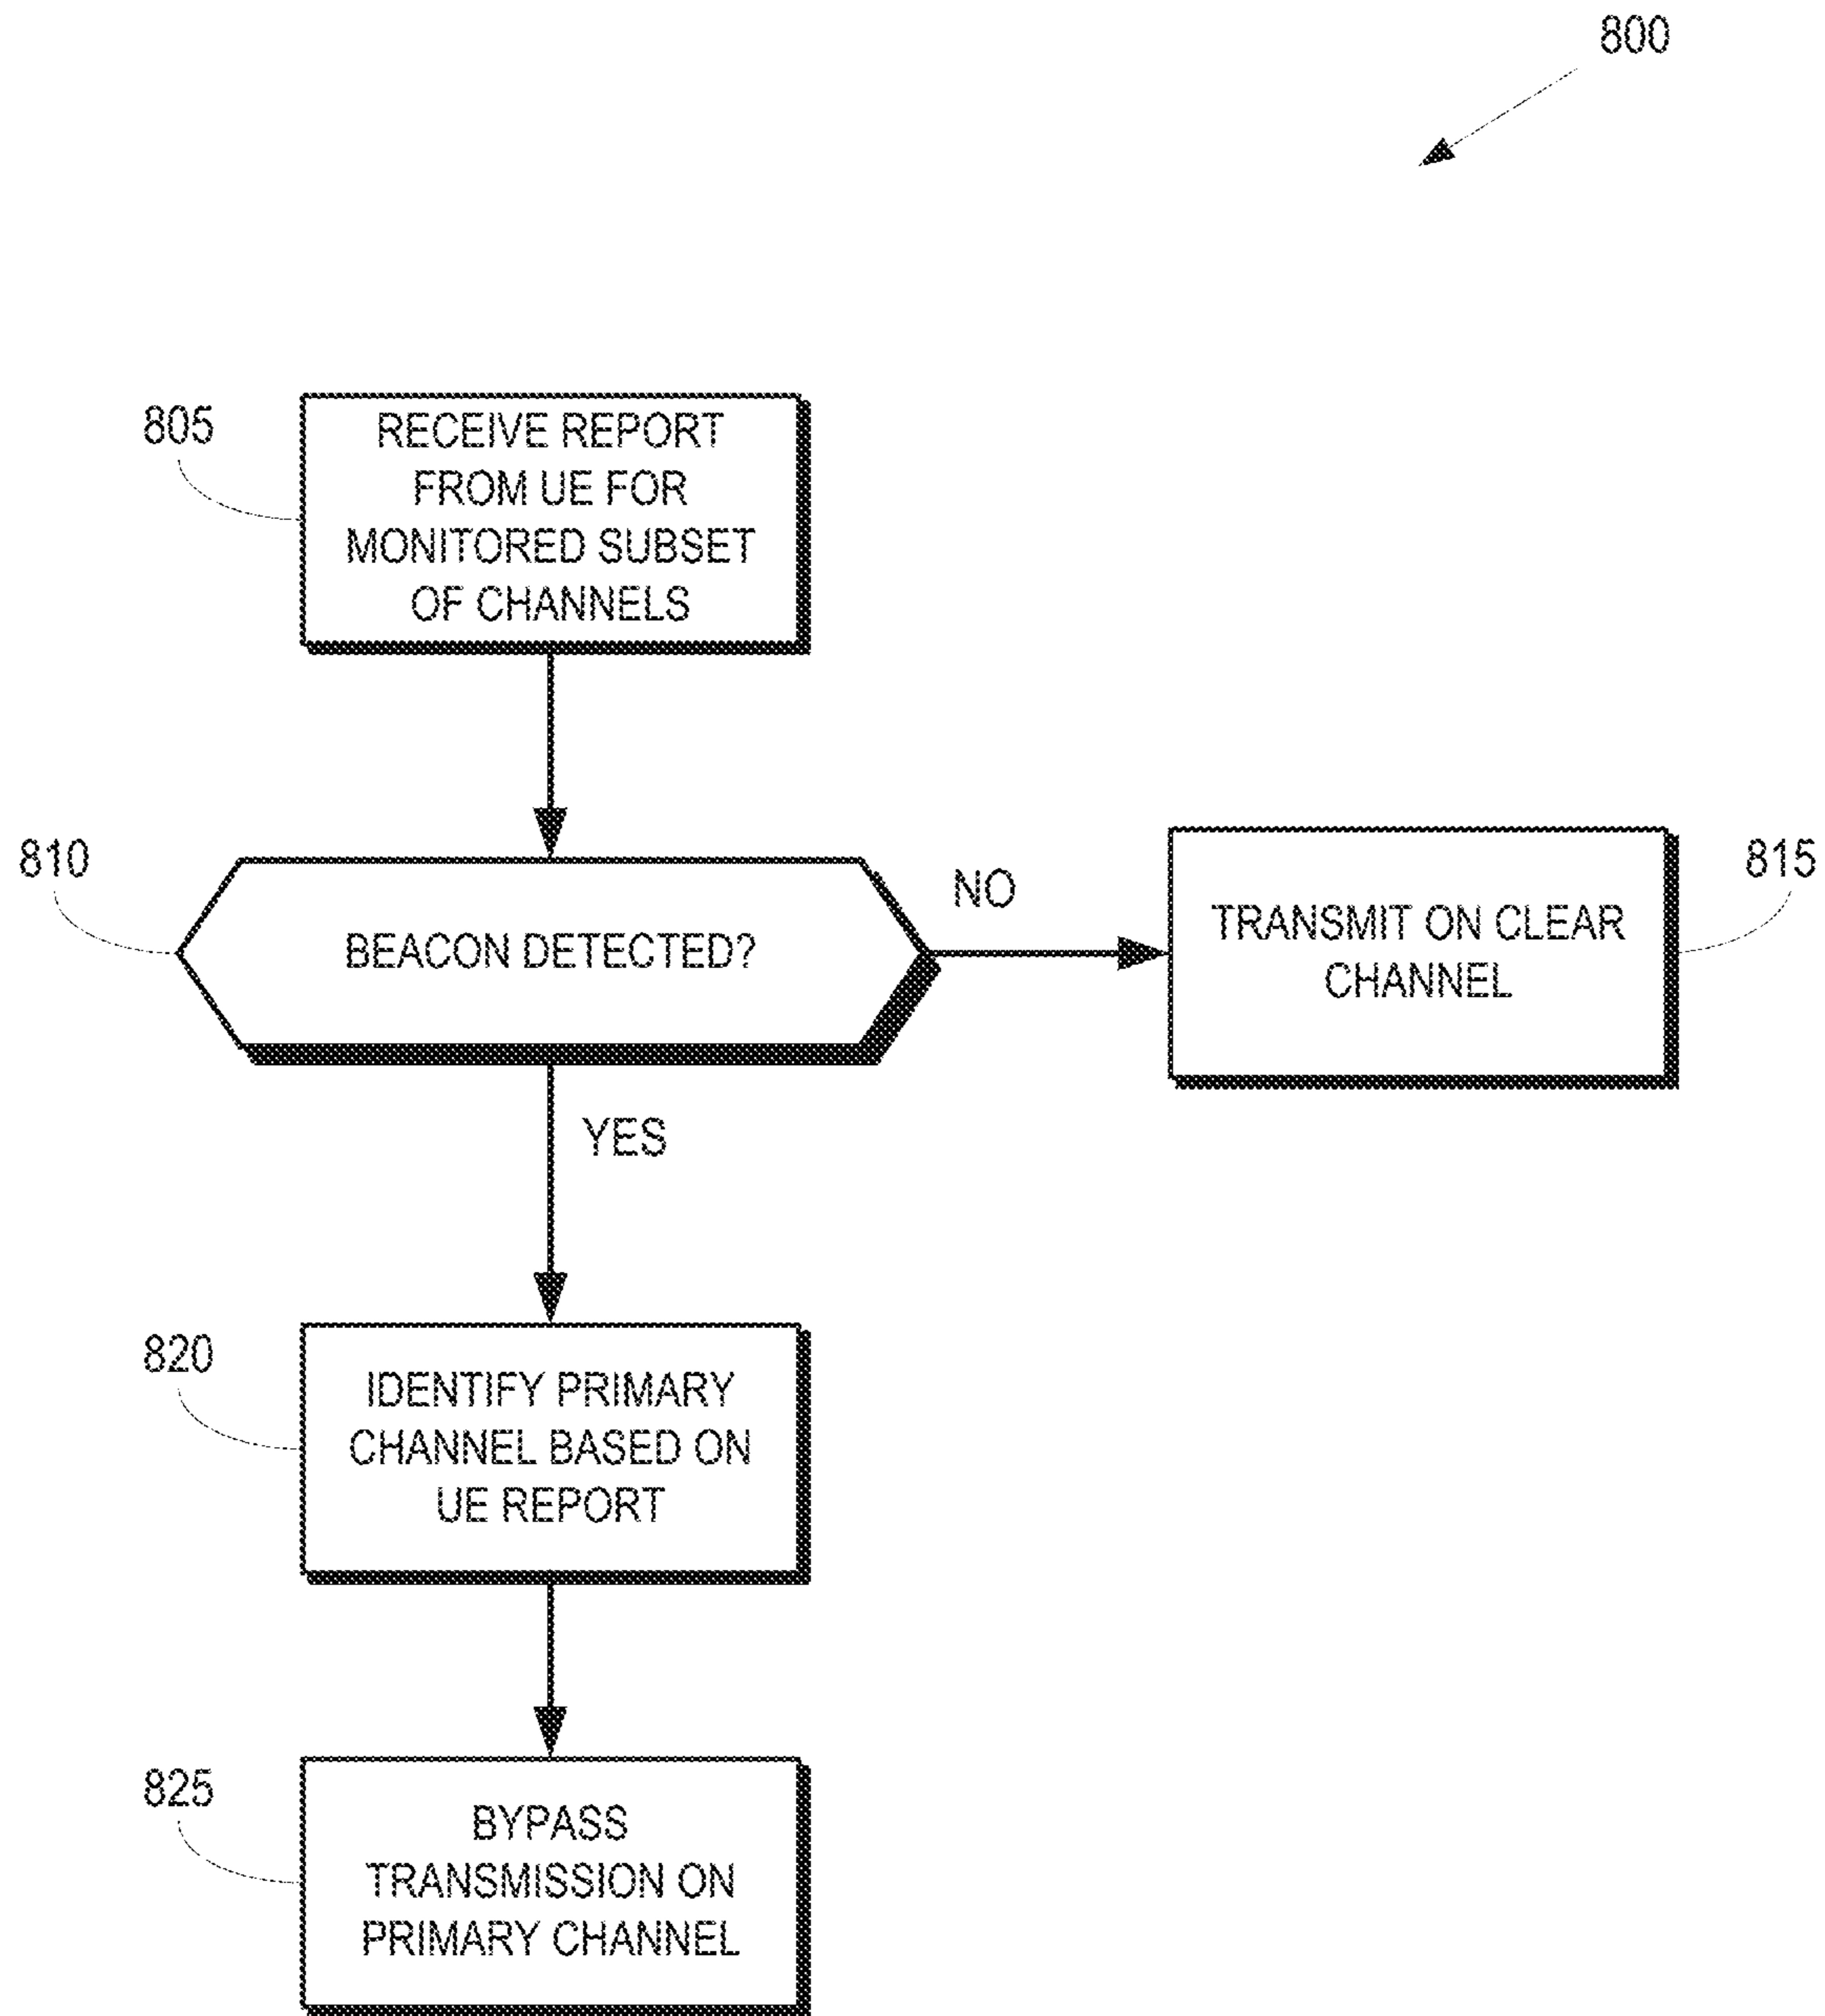 800
805
RECEIVE REPORT
FROM UE FOR
MONITORED SUBSET
OF CHANNELS
810
BEACON DETECTED?
NO
815
TRANSMIT ON CLEAR
CHANNEL
YES
820
IDENTIFY PRIMARY
CHANNEL BASED ON
UE REPORT
825
BYPASS
TRANSMISSION ON
PRIMARY CHANNEL